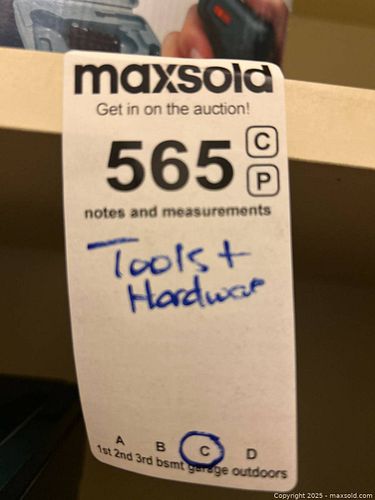 maxsold
Get in on the auction!
565 C
P
notes and measurements
Tools +
Hardware
A B C D
1st 2nd 3rd bsmt garage outdoors
Copyright 2025 - maxsold.com